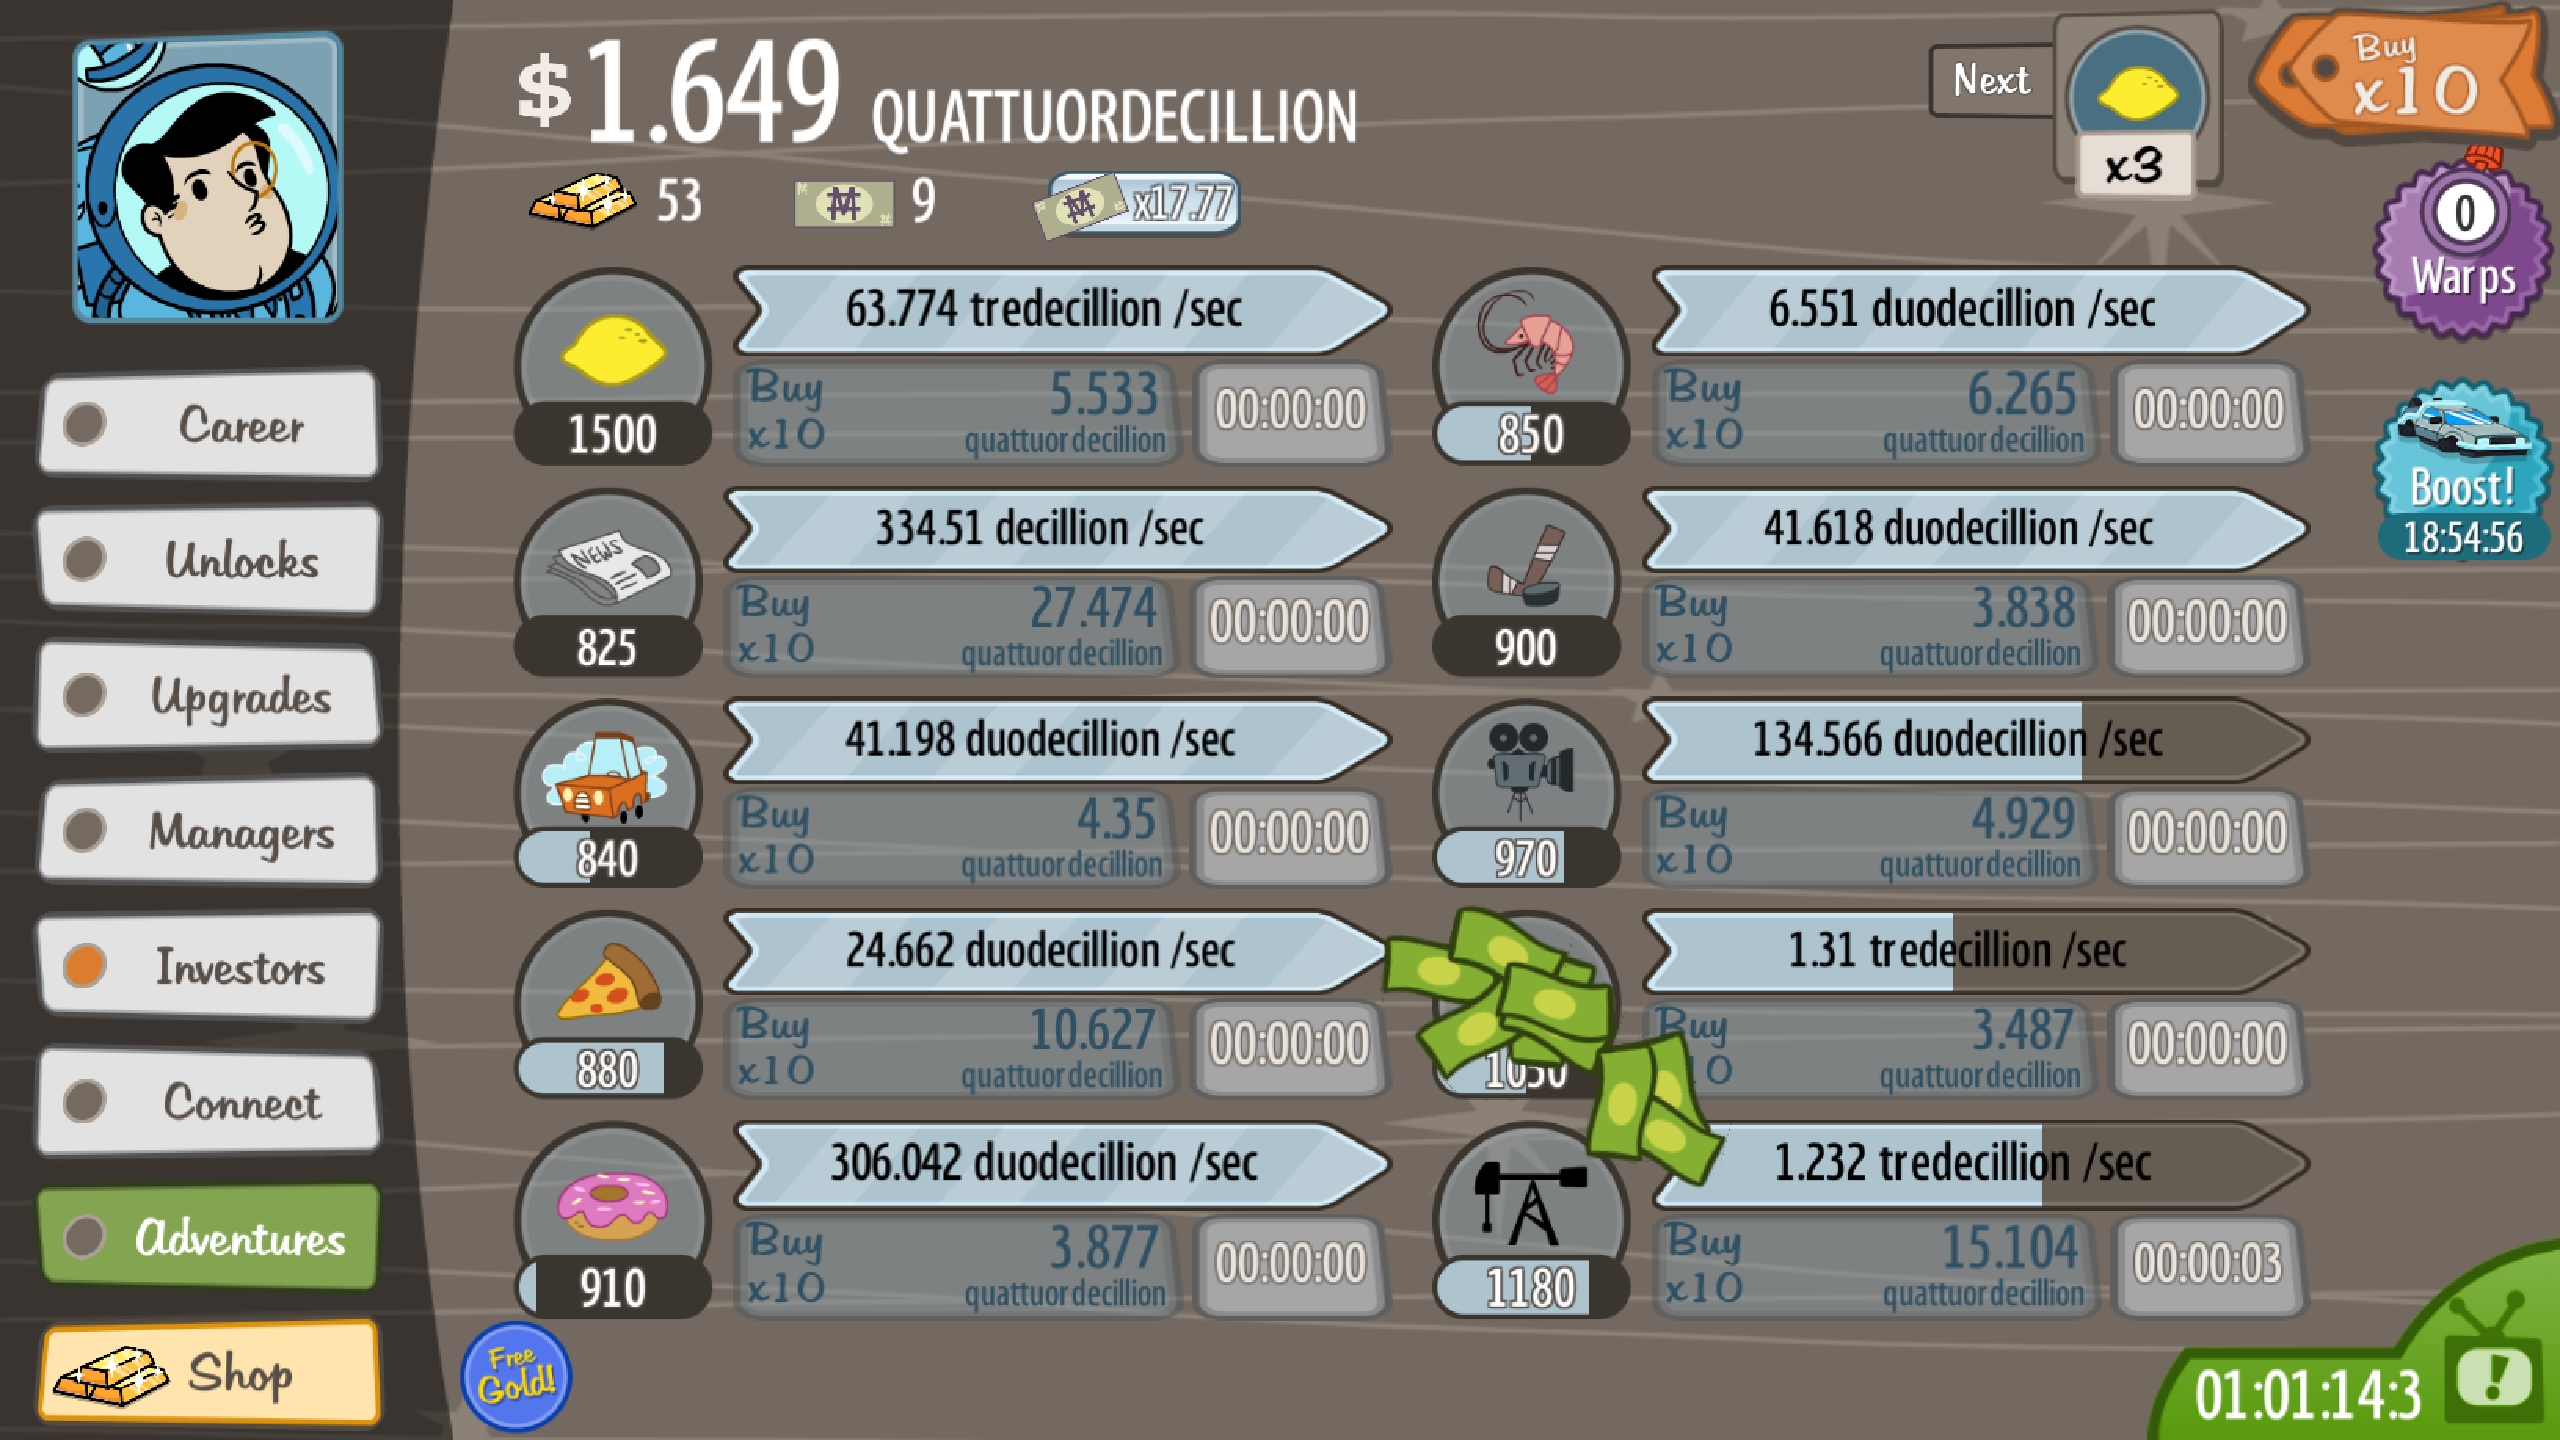 $1.649 QUATTUORDECILLION
53
9
x17.77
Next
x3
Buy
x10
0
Warps
Boost!
18:54:56
Career
Unlocks
Upgrades
Managers
Investors
Connect
Adventures
Shop
63.774 tredecillion /sec
Buy
x10
5.533
quattuordecillion
00:00:00
1500
NEWS
334.51 decillion /sec
Buy
x10
27.474
quattuordecillion
00:00:00
825
41.198 duodecillion /sec
Buy
x10
4.35
quattuordecillion
00:00:00
840
24.662 duodecillion /sec
Buy
x10
10.627
quattuordecillion
00:00:00
880
306.042 duodecillion /sec
Buy
x10
3.877
quattuordecillion
00:00:00
910
6.551 duodecillion /sec
Buy
x10
6.265
quattuordecillion
00:00:00
850
41.618 duodecillion /sec
Buy
x10
3.838
quattuordecillion
00:00:00
900
134.566 duodecillion /sec
Buy
x10
4.929
quattuordecillion
00:00:00
970
1.31 tredecillion /sec
Buy
3.487
quattuordecillion
00:00:00
1.232 tredecillion /sec
Buy
x10
15.104
quattuordecillion
00:00:03
1180
Free
Gold!
01:01:14:3